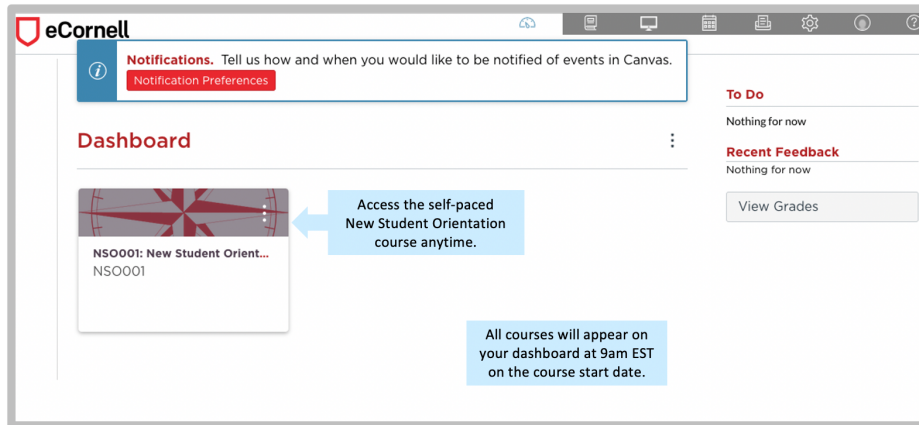 eCornell
Notifications. Tell us how and when you would like to be notified of events in Canvas.
Notification Preferences
Dashboard
NSO001: New Student Orient...
NSO001
Access the self-paced
New Student Orientation
course anytime.
All courses will appear on
your dashboard at 9am EST
on the course start date.
To Do
Nothing for now
Recent Feedback
Nothing for now
View Grades